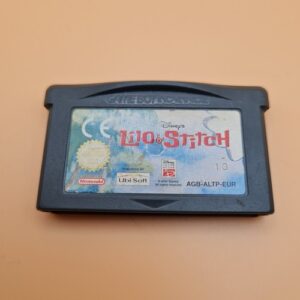 GAME BOY ADVANCE
CE
Disney's
LILO & STITCH
Nintendo
Ubi Soft
AGB-ALTP-EUR